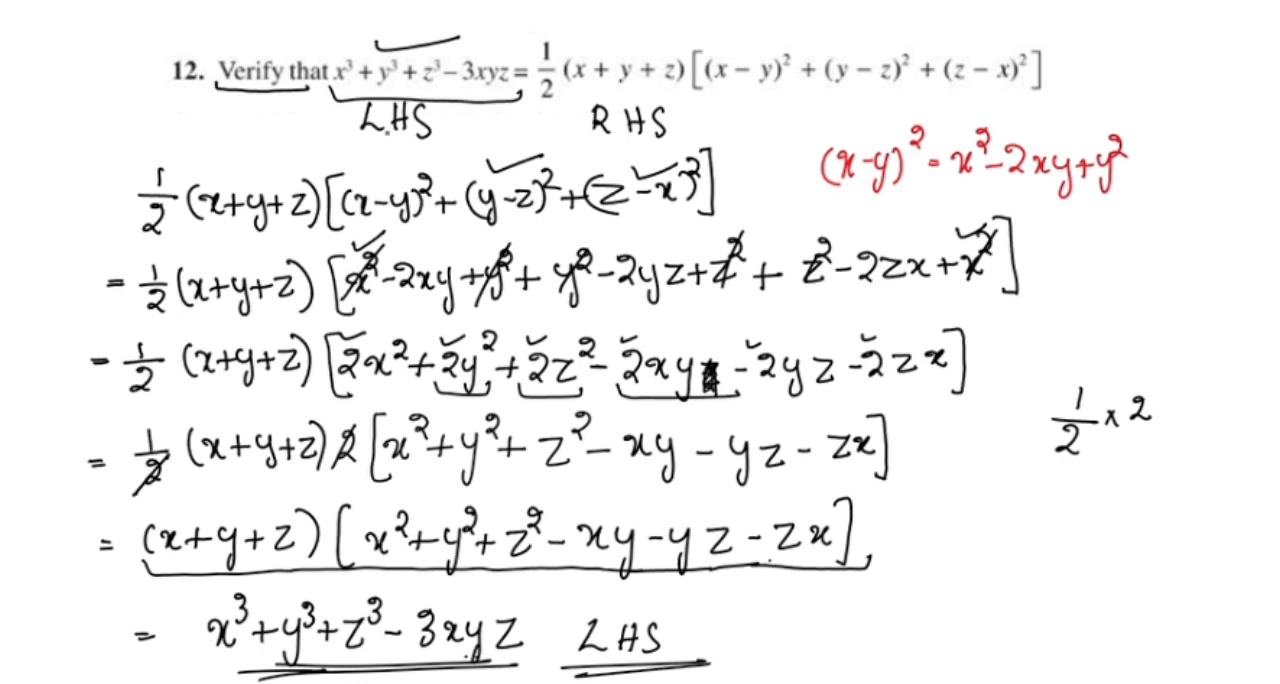 12. Verify that x³ + y³ + z³ – 3xyz = 1/2 (x + y + z) [(x – y)² + (y – z)² + (z – x)²]
L.HS RHS
(x-y)² = x²-2xy+y²
1/2 (x+y+z)[(x-y)²+(y-z)²+(z-x)²]
= 1/2 (x+y+z) [x²-2xy+y²+y²-2yz+z²+z²-2zx+x²]
= 1/2 (x+y+z) [2x²+2y²+2z²-2xy-2yz-2zx]
1/2 x 2
= 1/2 (x+y+z) 2 [x²+y²+z²-xy-yz-zx]
= (x+y+z) [x²+y²+z²-xy-yz-zx]
= x³+y³+z³-3xyz LHS